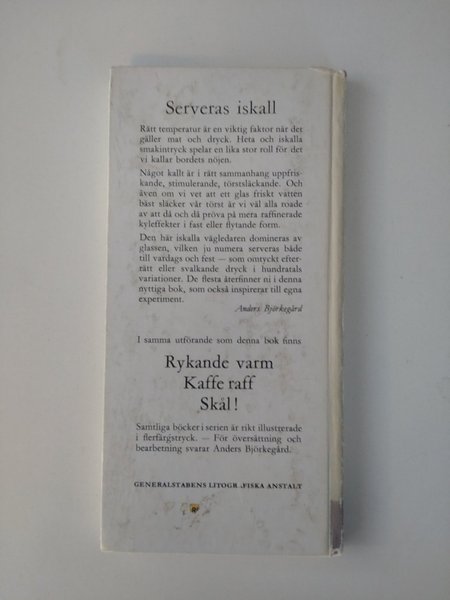 Serveras iskall
Rätt temperatur är en viktig faktor när det
gäller mat och dryck. Heta och iskalla
smakintryck spelar en lika stor roll för det
vi kallar bordets nöjen.
Något kallt är i rätt sammanhang uppfris-
kande, stimulerande, törstsläckande. Och
även om vi vet att ett glas friskt vatten
bäst släcker vår törst är vi väl alla roade
av att då och då pröva på mera raffinerade
kyleffekter i fast eller flytande form.
Den här iskalla vägledaren domineras av
glassen, vilken ju numera serveras både
till vardags och fest — som omtyckt efter-
rätt eller svalkande dryck i hundratals
variationer. De flesta återfinner ni i denna
nyttiga bok, som också inspirerar till egna
experiment.
Anders Björkegård
I samma utförande som denna bok finns
Rykande varm
Kaffe raff
Skål!
Samtliga böcker i serien är rikt illustrerade
i flerfärgstryck. — För översättning och
bearbetning svarar Anders Björkegård.
GENERALSTABENS LITOGR FISKA ANSTALT